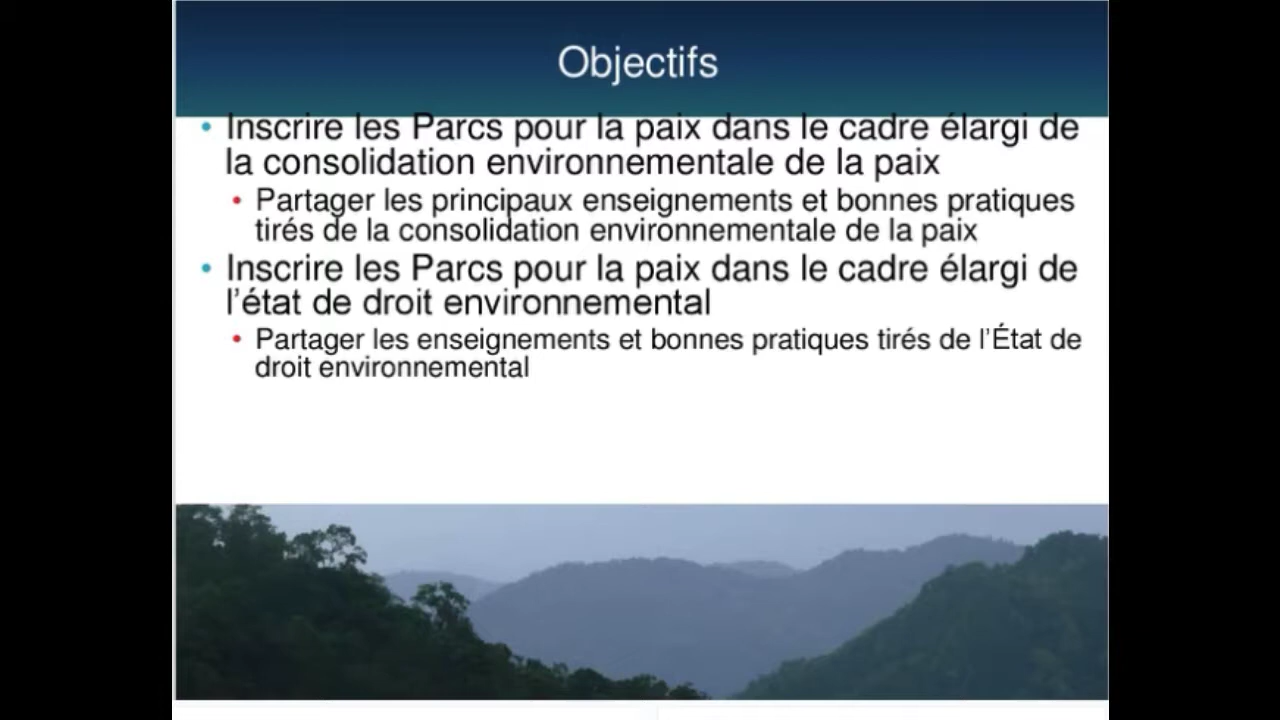 Objectifs
• Inscrire les Parcs pour la paix dans le cadre élargi de
la consolidation environnementale de la paix
• Partager les principaux enseignements et bonnes pratiques
tirés de la consolidation environnementale de la paix
• Inscrire les Parcs pour la paix dans le cadre élargi de
l’état de droit environnemental
• Partager les enseignements et bonnes pratiques tirés de l’État de
droit environnemental